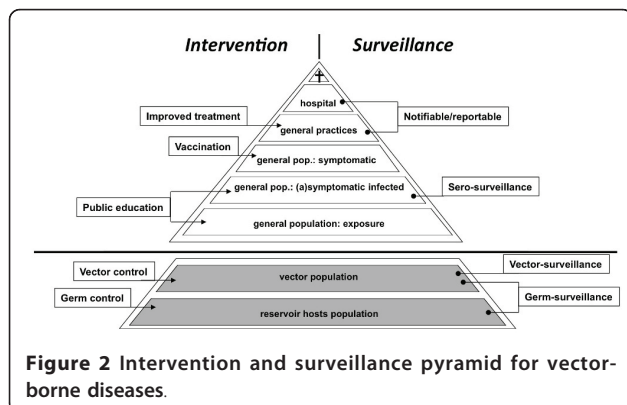 Intervention | Surveillance
✝
hospital
Improved treatment
Notifiable/reportable
general practices
Vaccination
general pop.: symptomatic
general pop.: (a)symptomatic infected
Sero-surveillance
Public education
general population: exposure
Vector-surveillance
Vector control
vector population
Germ control
Germ-surveillance
reservoir hosts population
Figure 2 Intervention and surveillance pyramid for vector-
borne diseases.